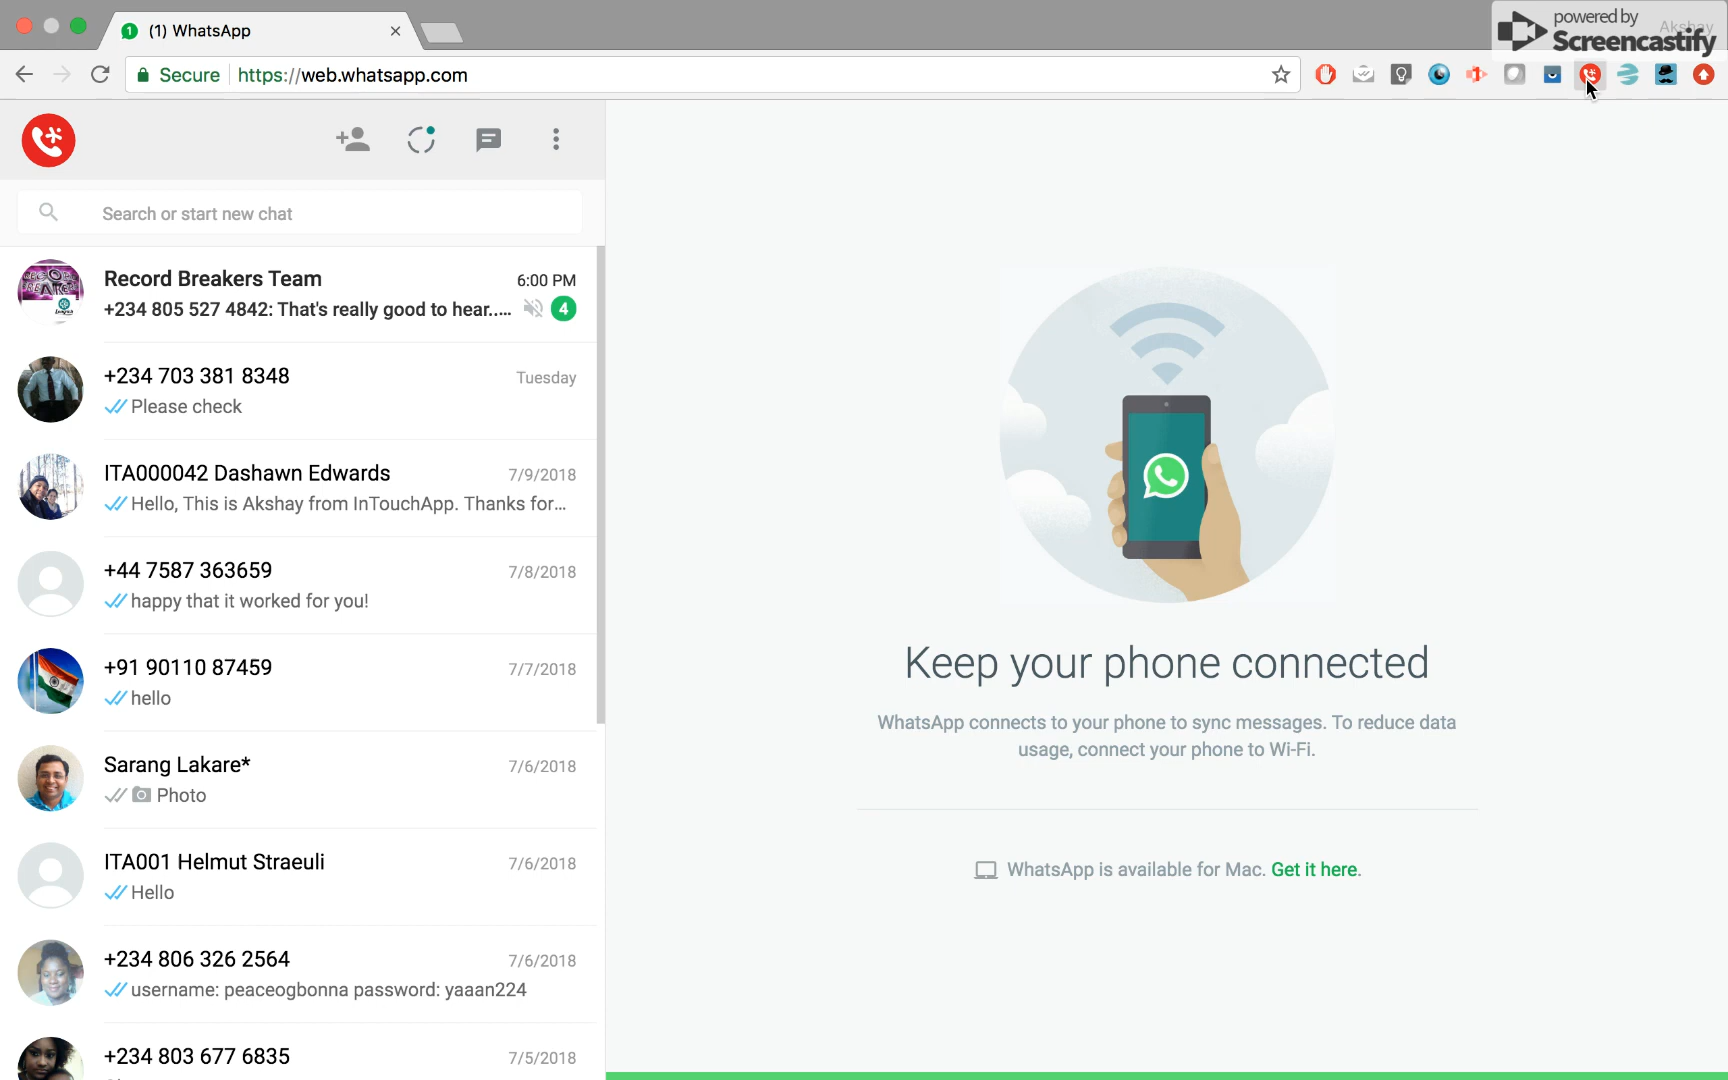 (1) WhatsApp
powered by
Akshay
Screencastify
Secure
https://web.whatsapp.com
Search or start new chat
Record Breakers Team
6:00 PM
+234 805 527 4842: That's really good to hear.....
4
+234 703 381 8348
Tuesday
Please check
ITA000042 Dashawn Edwards
7/9/2018
Hello, This is Akshay from InTouchApp. Thanks for...
+44 7587 363659
7/8/2018
happy that it worked for you!
+91 90110 87459
7/7/2018
hello
Sarang Lakare*
7/6/2018
Photo
ITA001 Helmut Straeuli
7/6/2018
Hello
+234 806 326 2564
7/6/2018
username: peaceogbonna password: yaaan224
+234 803 677 6835
7/5/2018
Keep your phone connected
WhatsApp connects to your phone to sync messages. To reduce data
usage, connect your phone to Wi-Fi.
WhatsApp is available for Mac. Get it here.